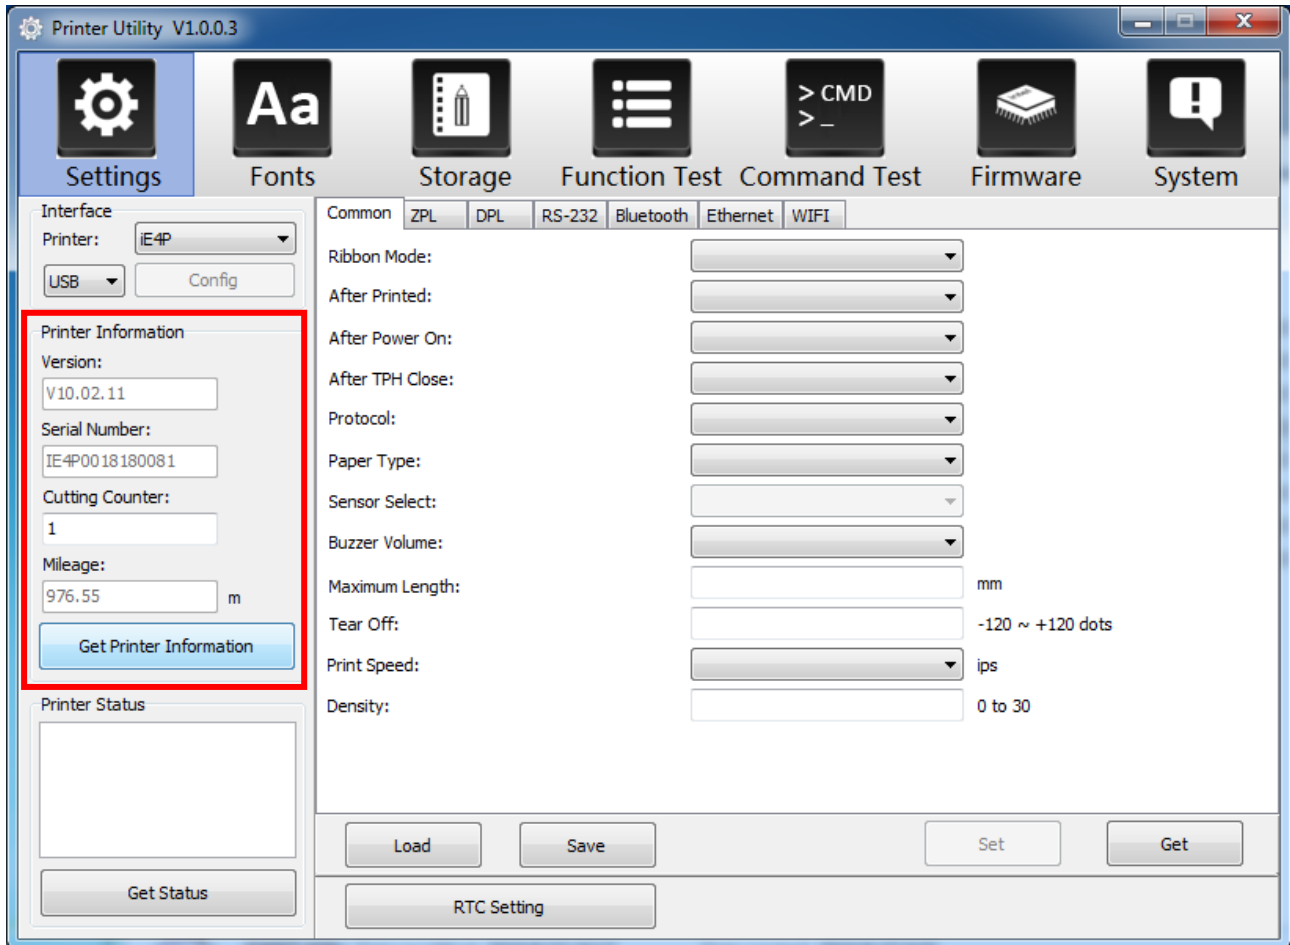 Printer Utility V1.0.0.3
Aa
> CMD
> _
Settings Fonts Storage Function Test Command Test Firmware System
Interface
Printer: iE4P
USB Config
Printer Information
Version:
V10.02.11
Serial Number:
IE4P0018180081
Cutting Counter:
1
Mileage:
976.55 m
Get Printer Information
Printer Status
Get Status
Common ZPL DPL RS-232 Bluetooth Ethernet WIFI
Ribbon Mode:
After Printed:
After Power On:
After TPH Close:
Protocol:
Paper Type:
Sensor Select:
Buzzer Volume:
Maximum Length: mm
Tear Off: -120 ~ +120 dots
Print Speed: ips
Density: 0 to 30
Load Save Set Get
RTC Setting